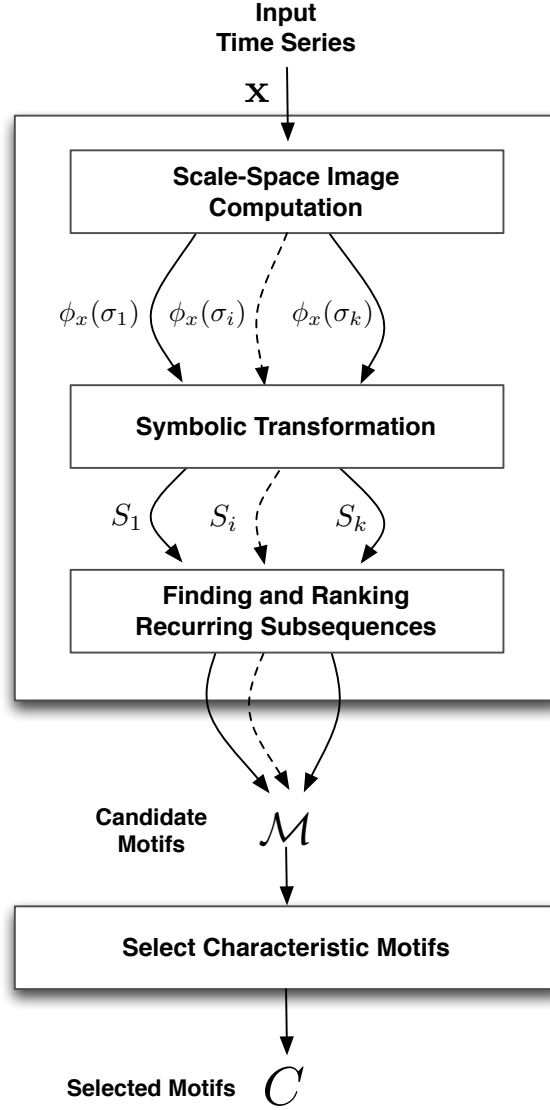 Input
Time Series
x
Scale-Space Image
Computation
ϕₓ(σ₁) ϕₓ(σᵢ) ϕₓ(σₖ)
Symbolic Transformation
S₁ Sᵢ Sₖ
Finding and Ranking
Recurring Subsequences
Candidate
Motifs
ℳ
Select Characteristic Motifs
Selected Motifs C